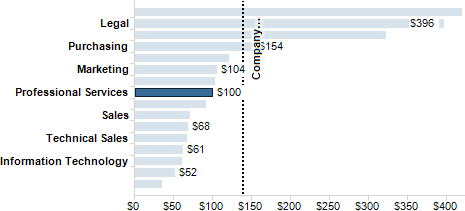 Legal $396
Purchasing $154
Marketing $104
Professional Services $100
Sales
$68
Technical Sales
$61
Information Technology
$52
Company...
$0 $50 $100 $150 $200 $250 $300 $350 $400